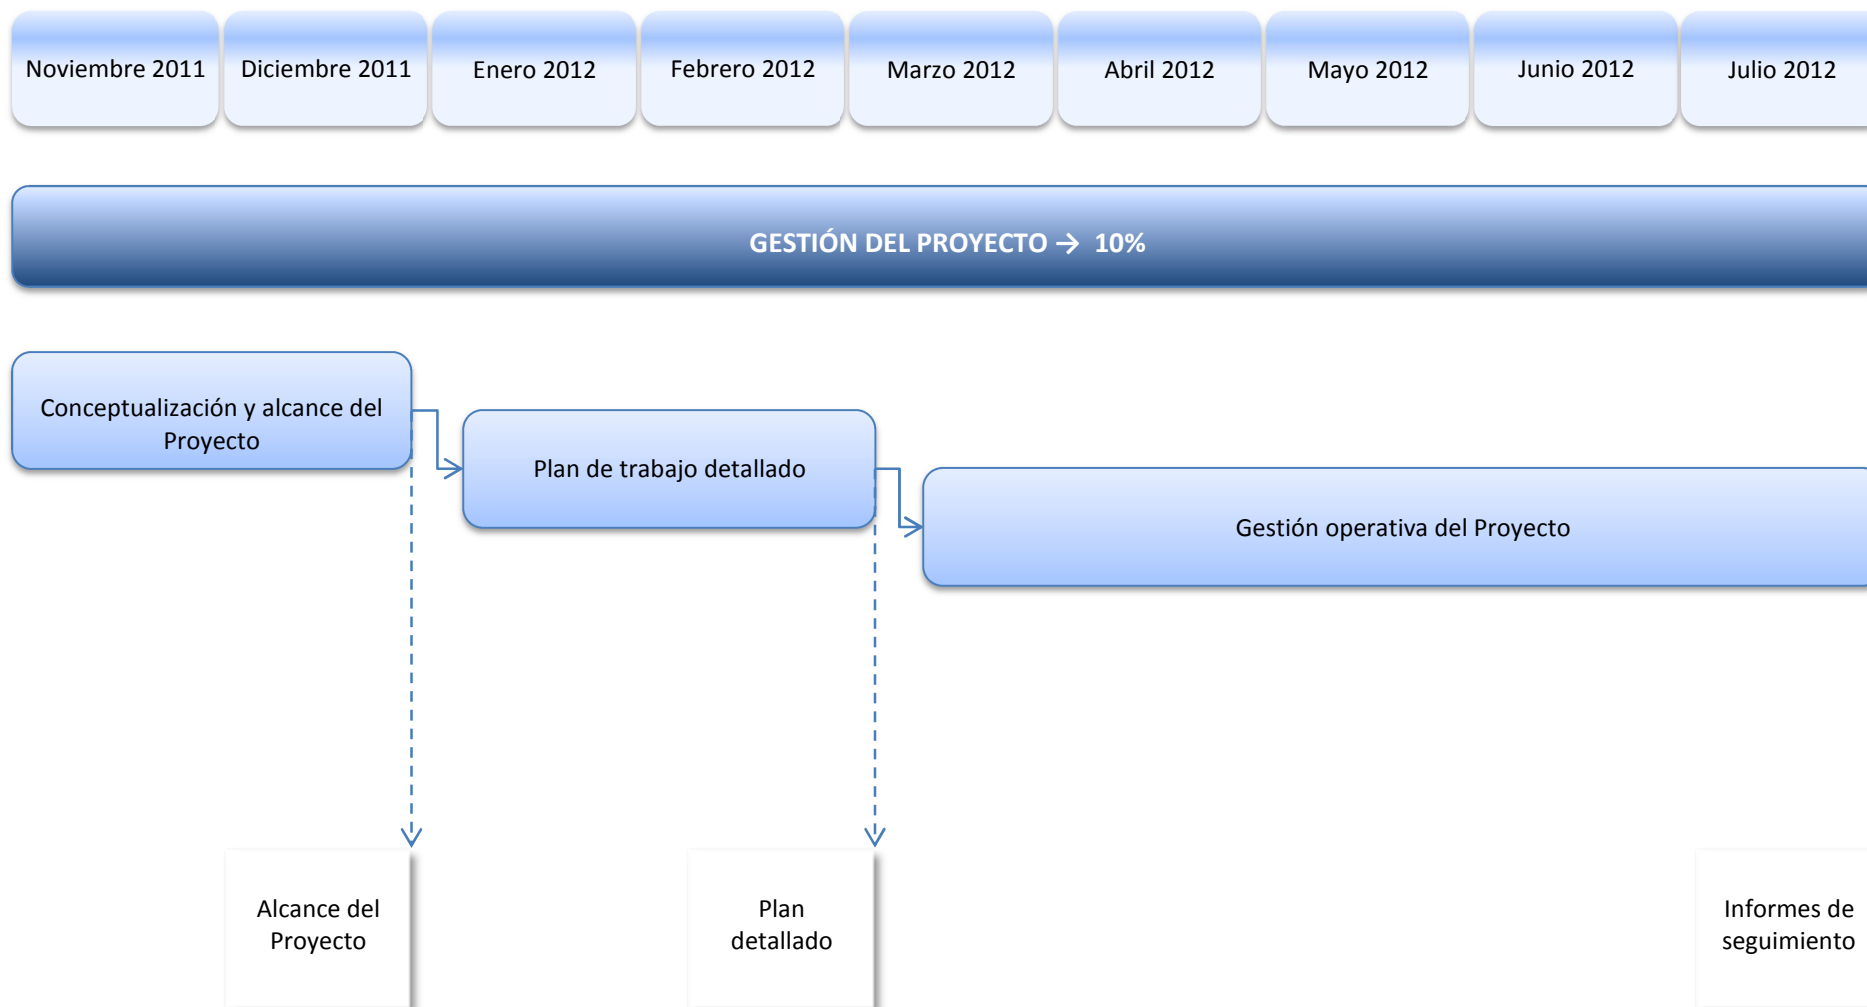 Noviembre 2011
Diciembre 2011
Enero 2012
Febrero 2012
Marzo 2012
Abril 2012
Mayo 2012
Junio 2012
Julio 2012
GESTIÓN DEL PROYECTO → 10%
Conceptualización y alcance del
Proyecto
Plan de trabajo detallado
Gestión operativa del Proyecto
Alcance del
Proyecto
Plan
detallado
Informes de
seguimiento